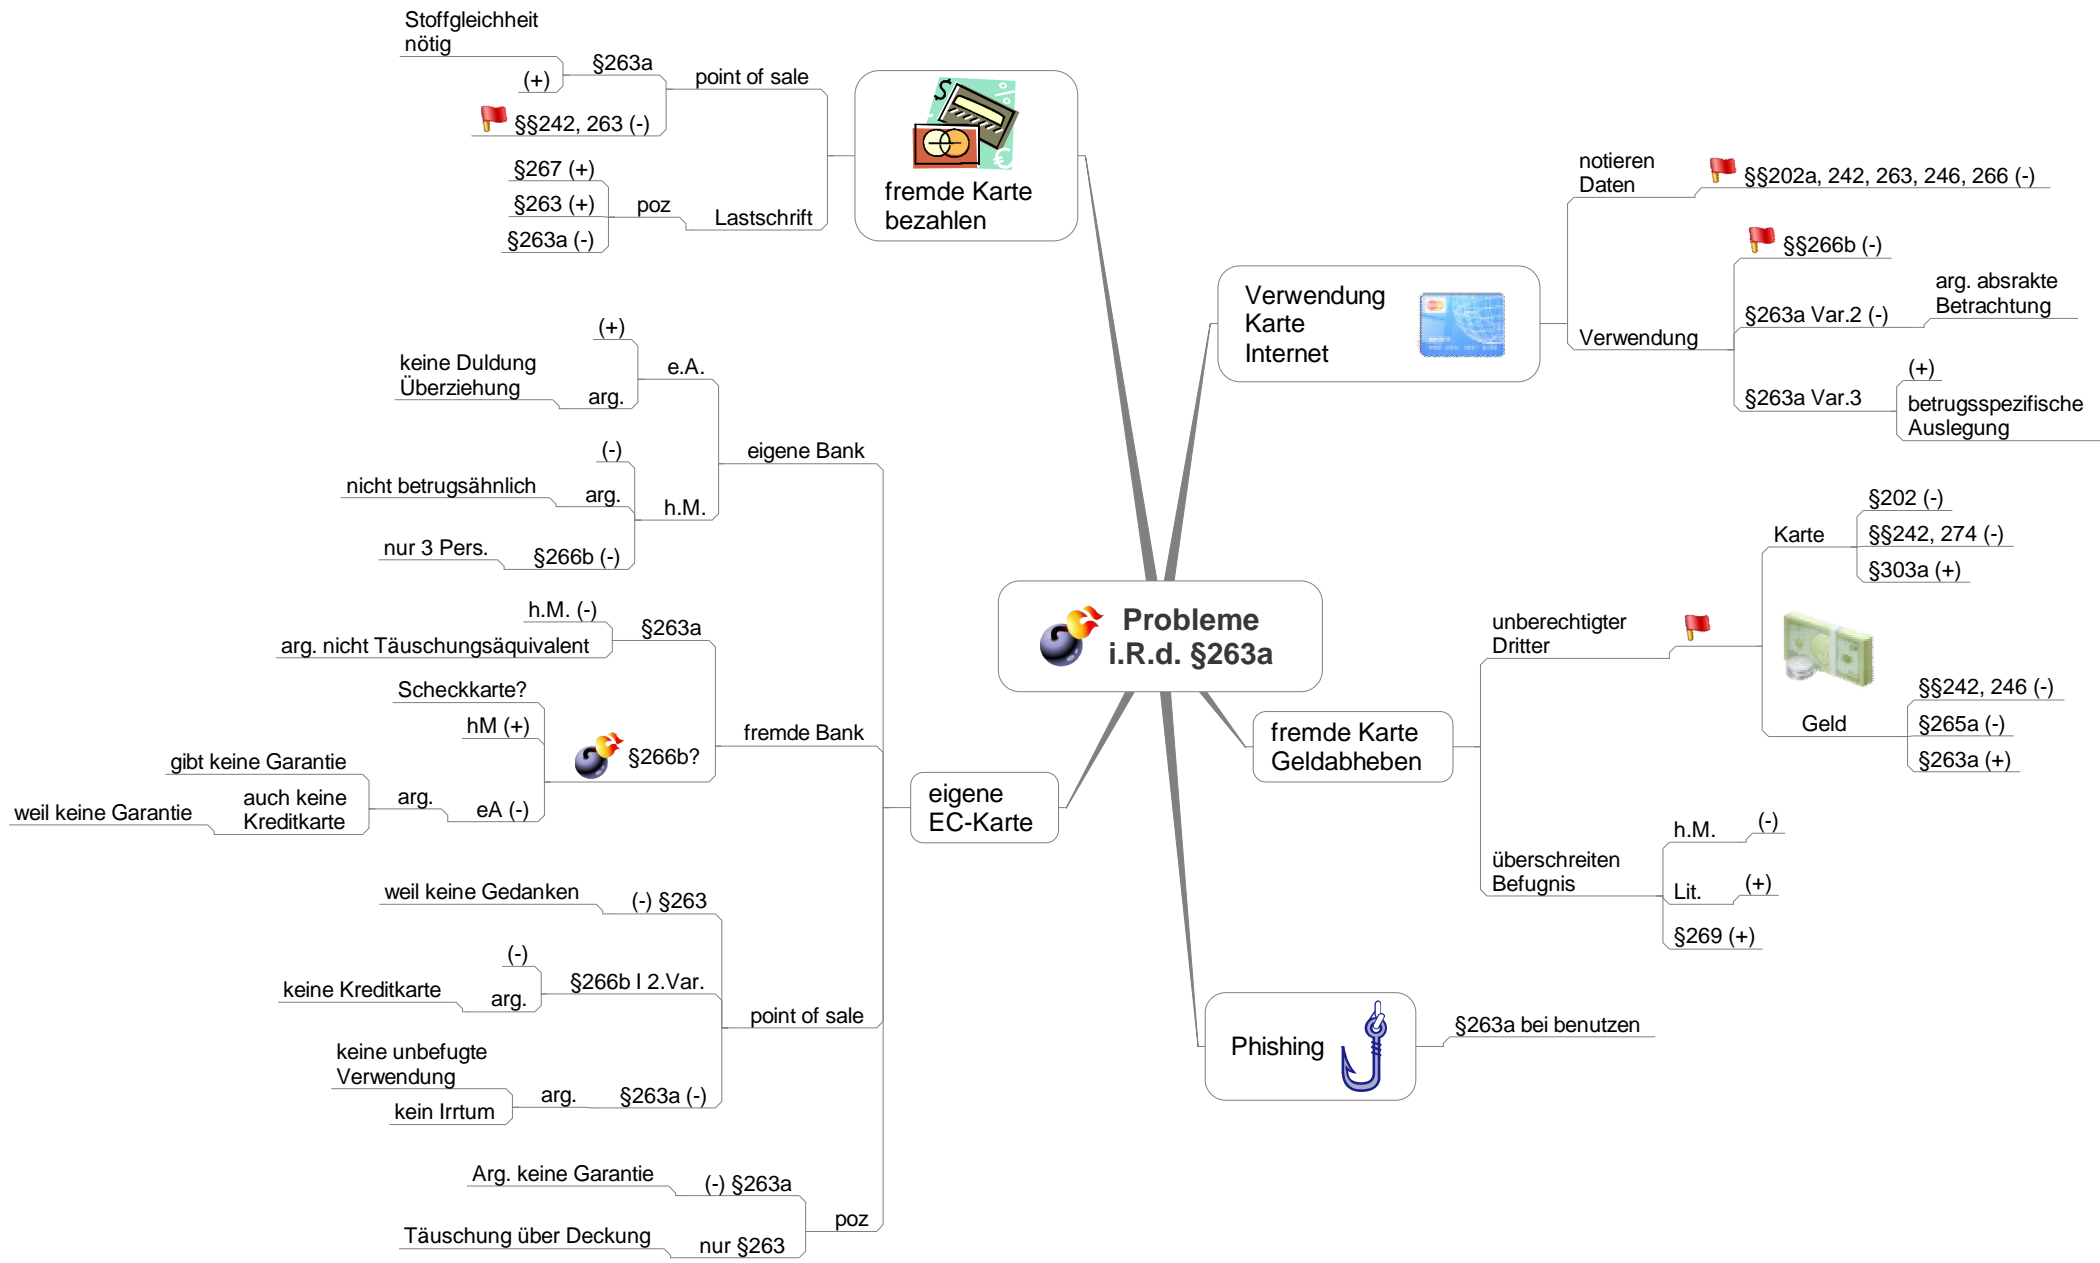 Probleme
i.R.d. §263a
fremde Karte
bezahlen
point of sale
§263a
Stoffgleichheit
nötig
(+)
§§242, 263 (-)
Lastschrift
poz
§267 (+)
§263 (+)
§263a (-)
Verwendung
Karte
Internet
notieren
Daten
§§202a, 242, 263, 246, 266 (-)
Verwendung
§§266b (-)
§263a Var.2 (-)
arg. absrakte
Betrachtung
§263a Var.3
(+)
betrugsspezifische
Auslegung
fremde Karte
Geldabheben
unberechtigter
Dritter
Karte
§202 (-)
§§242, 274 (-)
§303a (+)
Geld
§§242, 246 (-)
§265a (-)
§263a (+)
überschreiten
Befugnis
h.M.
(-)
Lit.
(+)
§269 (+)
Phishing
§263a bei benutzen
eigene
EC-Karte
eigene Bank
e.A.
(+)
arg.
keine Duldung
Überziehung
h.M.
(-)
arg.
nicht betrugsähnlich
§266b (-)
nur 3 Pers.
fremde Bank
§263a
h.M. (-)
arg. nicht Täuschungsäquivalent
§266b?
Scheckkarte?
hM (+)
eA (-)
arg.
gibt keine Garantie
auch keine
Kreditkarte
weil keine Garantie
point of sale
(-) §263
weil keine Gedanken
§266b I 2.Var.
(-)
arg.
keine Kreditkarte
§263a (-)
arg.
keine unbefugte
Verwendung
kein Irrtum
poz
(-) §263a
Arg. keine Garantie
nur §263
Täuschung über Deckung